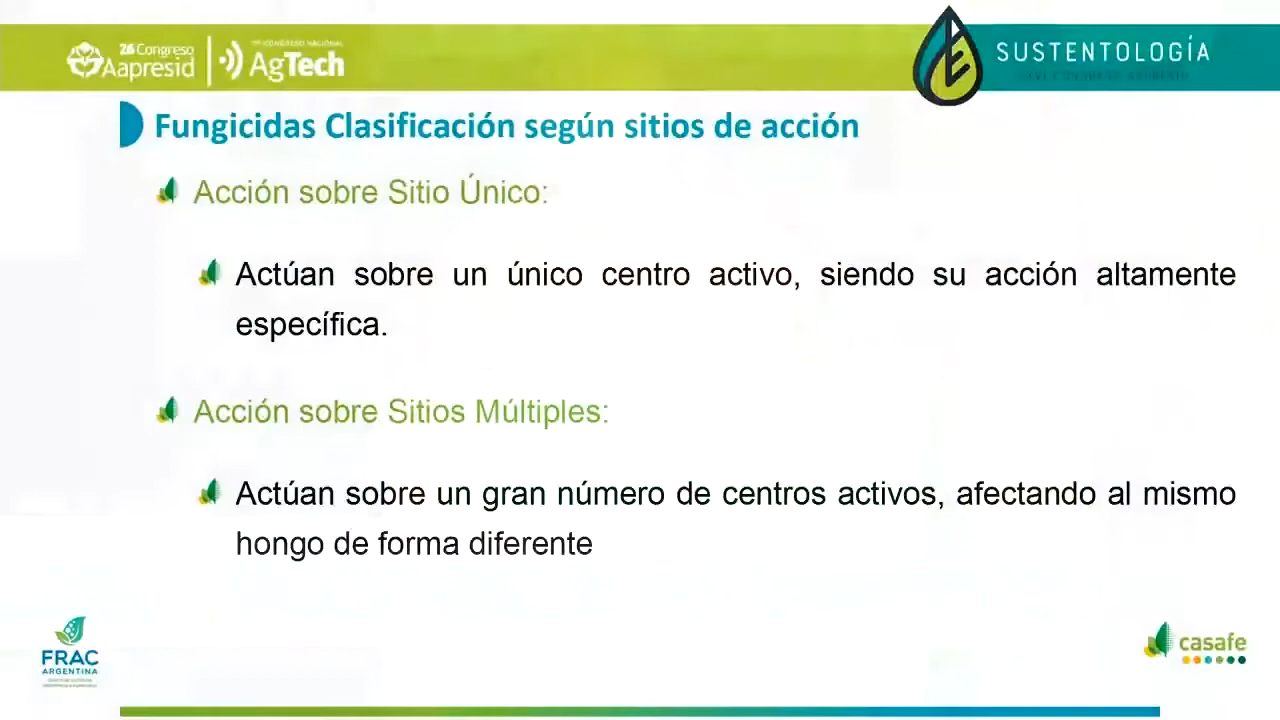 26 Congreso
Aapresid
AgTech
SUSTENTOLOGÍA
Fungicidas Clasificación según sitios de acción
Acción sobre Sitio Único:
Actúan sobre un único centro activo, siendo su acción altamente
específica.
Acción sobre Sitios Múltiples:
Actúan sobre un gran número de centros activos, afectando al mismo
hongo de forma diferente
FRAC
ARGENTINA
casafe